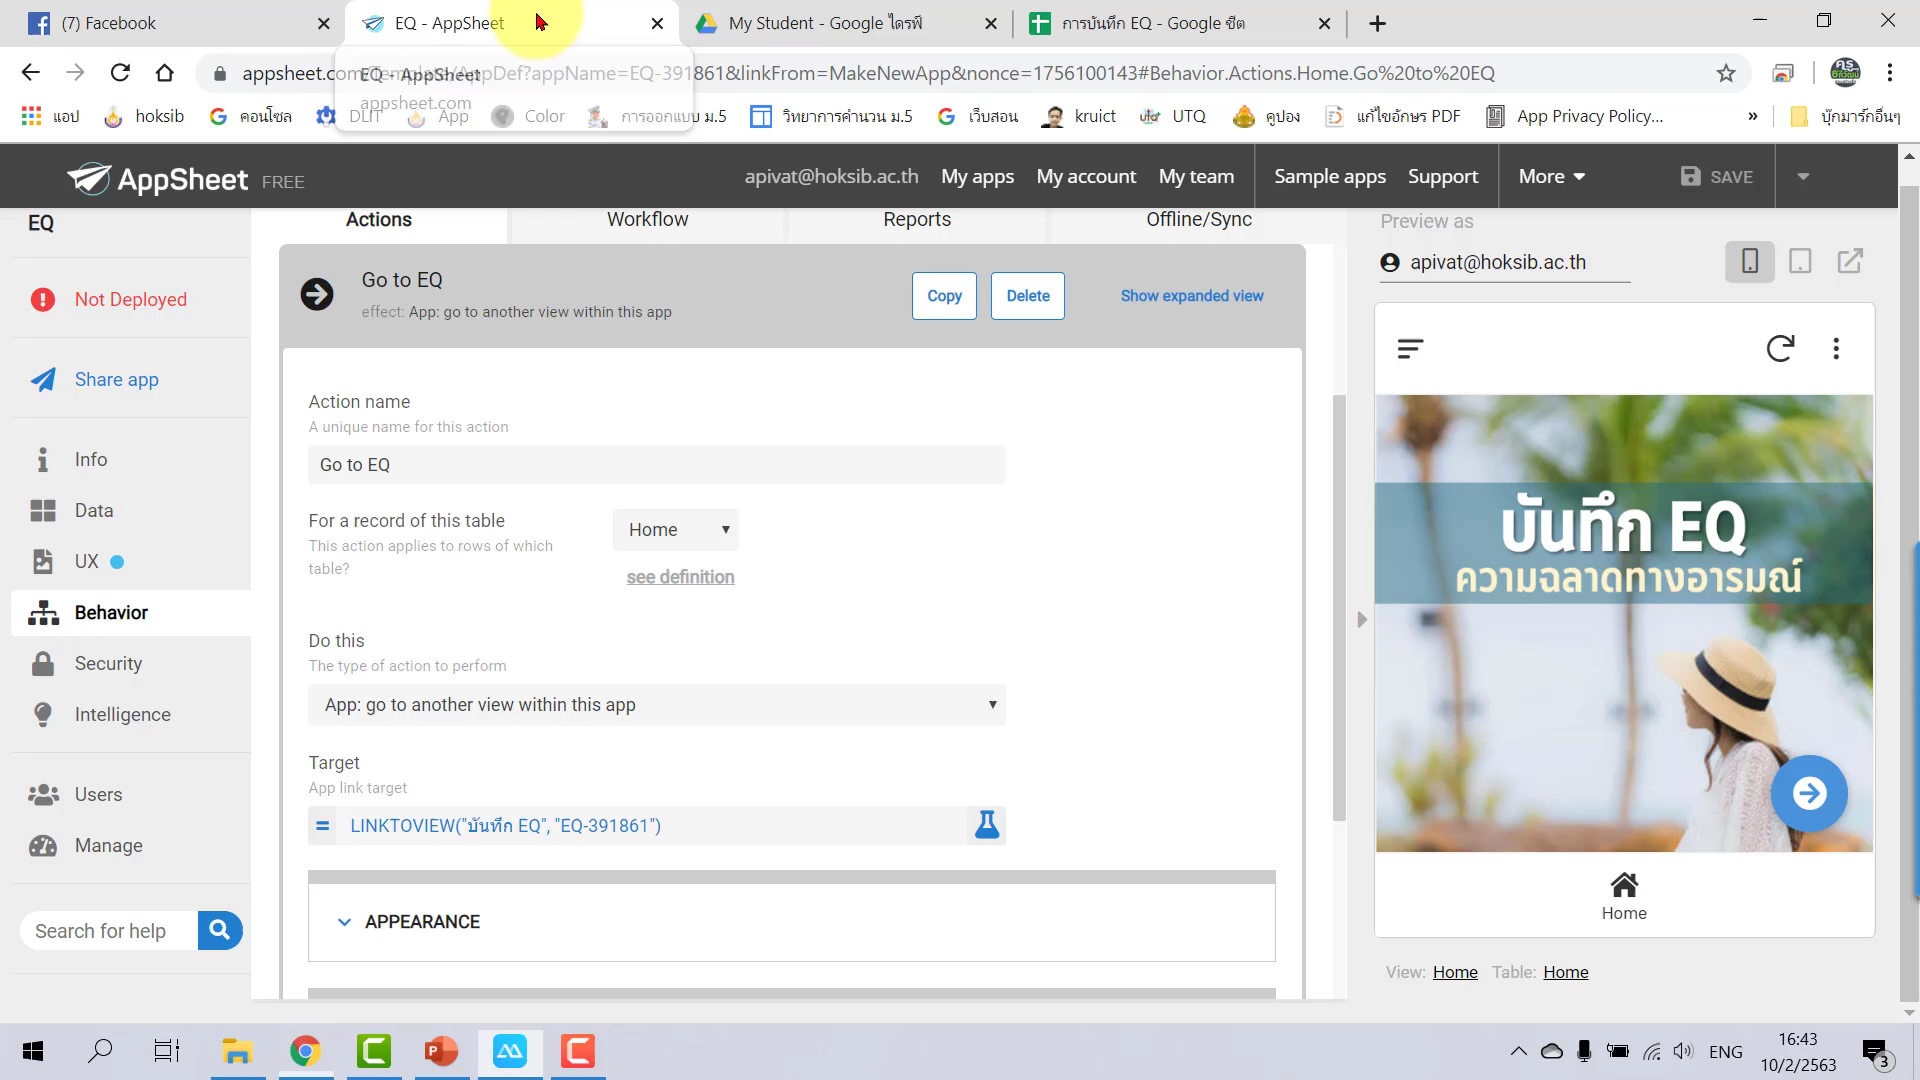 (7) Facebook
EQ - AppSheet
My Student - Google ไดรฟ์
การบันทึก EQ - Google ชีต
appsheet.com/Template/AppDef?appName=EQ-391861&linkFrom=MakeNewApp&nonce=1756100143#Behavior.Actions.Home.Go%20to%20EQ
EQ - AppSheet
appsheet.com
แอป
hoksib
คอนโซล
DLIT
App
Color
การออกแบบ ม.5
วิทยาการคำนวน ม.5
เว็บสอน
kruict
UTQ
คูปอง
แก้ไขอักษร PDF
App Privacy Policy...
»
บุ๊กมาร์กอื่นๆ
AppSheet FREE
apivat@hoksib.ac.th
My apps
My account
My team
Sample apps
Support
More
SAVE
EQ
Not Deployed
Share app
Info
Data
UX
Behavior
Security
Intelligence
Users
Manage
Search for help
Actions
Workflow
Reports
Offline/Sync
Go to EQ
effect: App: go to another view within this app
Copy
Delete
Show expanded view
Action name
A unique name for this action
Go to EQ
For a record of this table
This action applies to rows of which
table?
Home
see definition
Do this
The type of action to perform
App: go to another view within this app
Target
App link target
= LINKTOVIEW("บันทึก EQ", "EQ-391861")
APPEARANCE
Preview as
apivat@hoksib.ac.th
บันทึก EQ
ความฉลาดทางอารมณ์
Home
View: Home Table: Home
ENG
16:43
10/2/2563
3